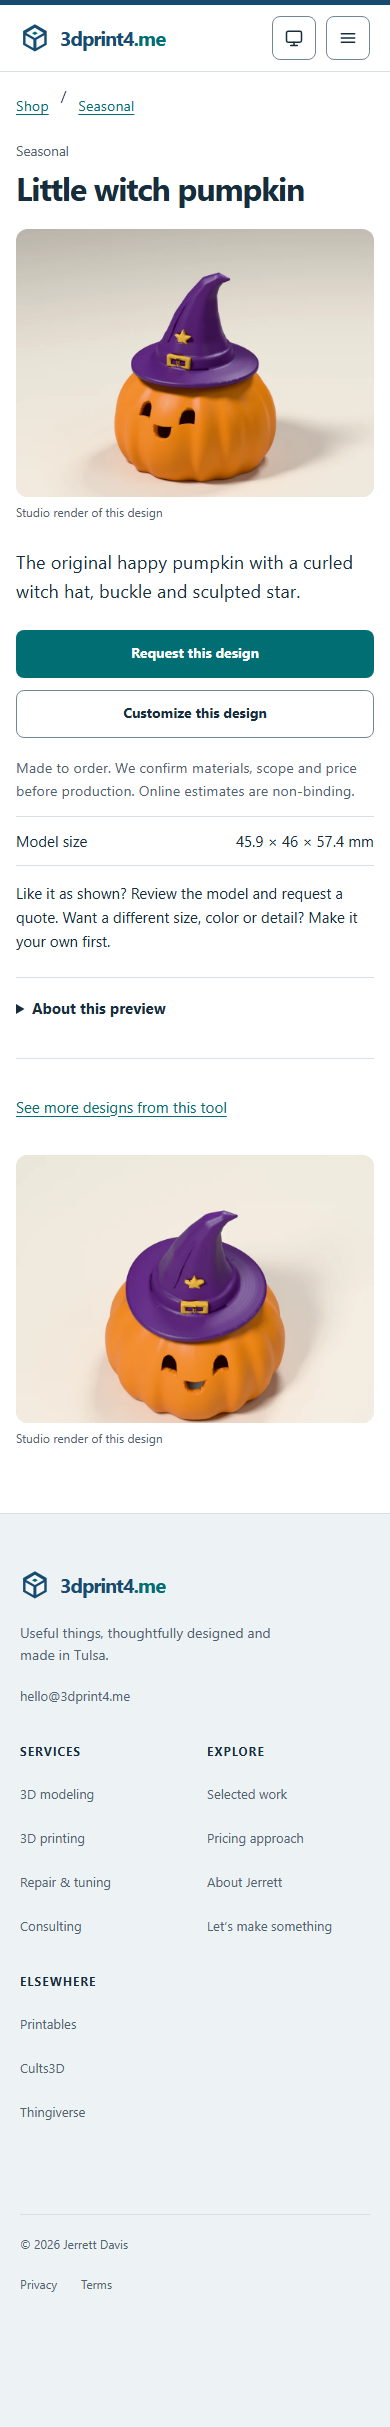 3dprint4.me
Shop / Seasonal
Seasonal
Little witch pumpkin
Studio render of this design
The original happy pumpkin with a curled
witch hat, buckle and sculpted star.
Request this design
Customize this design
Made to order. We confirm materials, scope and price
before production. Online estimates are non-binding.
Model size 45.9 × 46 × 57.4 mm
Like it as shown? Review the model and request a
quote. Want a different size, color or detail? Make it
your own first.
About this preview
See more designs from this tool
Studio render of this design
3dprint4.me
Useful things, thoughtfully designed and
made in Tulsa.
hello@3dprint4.me
SERVICES
3D modeling
3D printing
Repair & tuning
Consulting
EXPLORE
Selected work
Pricing approach
About Jerrett
Let's make something
ELSEWHERE
Printables
Cults3D
Thingiverse
© 2026 Jerrett Davis
Privacy Terms